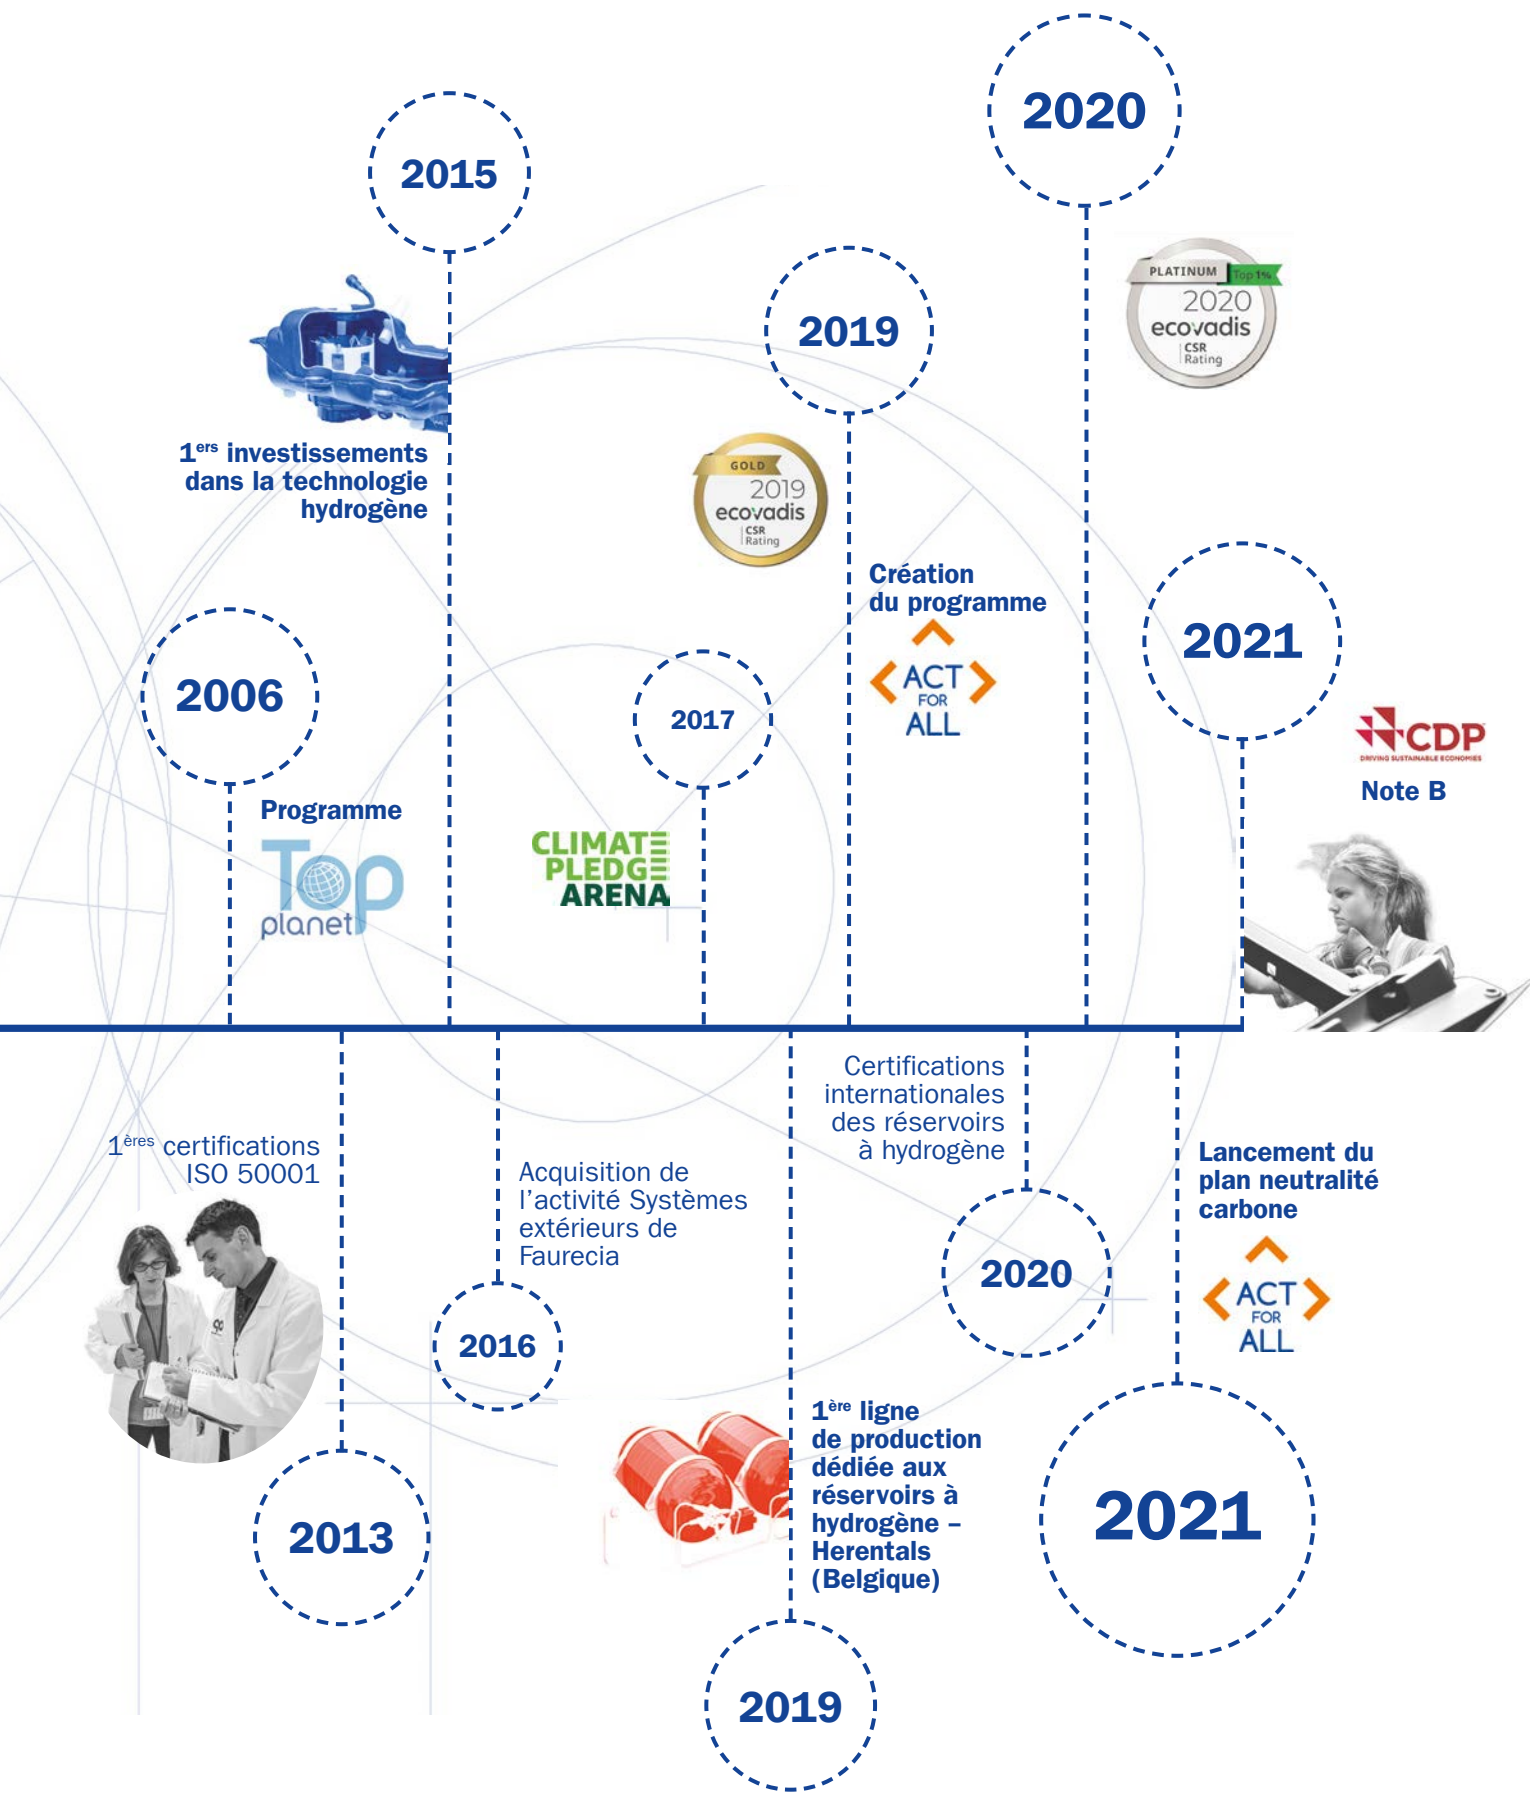 2015
1ers investissements
dans la technologie
hydrogène
2020
PLATINUM Top 1%
2020
ecovadis
CSR
Rating
2019
GOLD
2019
ecovadis
CSR
Rating
Création
du programme
ACT
FOR
ALL
2006
Programme
Top
planet
2017
CLIMATE
PLEDGE
ARENA
2021
CDP
DRIVING SUSTAINABLE ECONOMIES
Note B
1ères certifications
ISO 50001
2013
Acquisition de
l’activité Systèmes
extérieurs de
Faurecia
2016
1ère ligne
de production
dédiée aux
réservoirs à
hydrogène –
Herentals
(Belgique)
2019
Certifications
internationales
des réservoirs
à hydrogène
2020
Lancement du
plan neutralité
carbone
ACT
FOR
ALL
2021